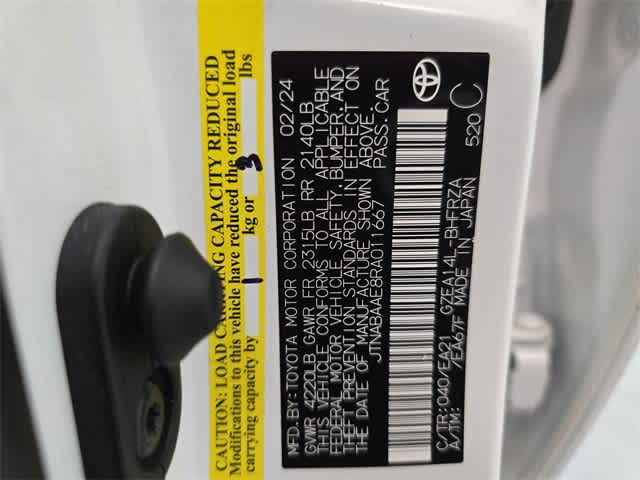 CAUTION: LOAD CARRYING CAPACITY REDUCED
Modifications to this vehicle have reduced the original load
carrying capacity by 1 kg or 3 lbs
MFD. BY: TOYOTA MOTOR CORPORATION 02/24
GVWR 4220LB GAWR FR 2315LB RR 2140LB
THIS VEHICLE CONFORMS TO ALL APPLICABLE
FEDERAL MOTOR VEHICLE SAFETY, BUMPER, AND
THEFT PREVENTION STANDARDS IN EFFECT ON
THE DATE OF MANUFACTURE SHOWN ABOVE.
JTNABAAE8RA011667 PASS. CAR
C/TR: 040/EA21 GZEA14L-BHFRZA
A/TM: /EA67F MADE IN JAPAN
520 C